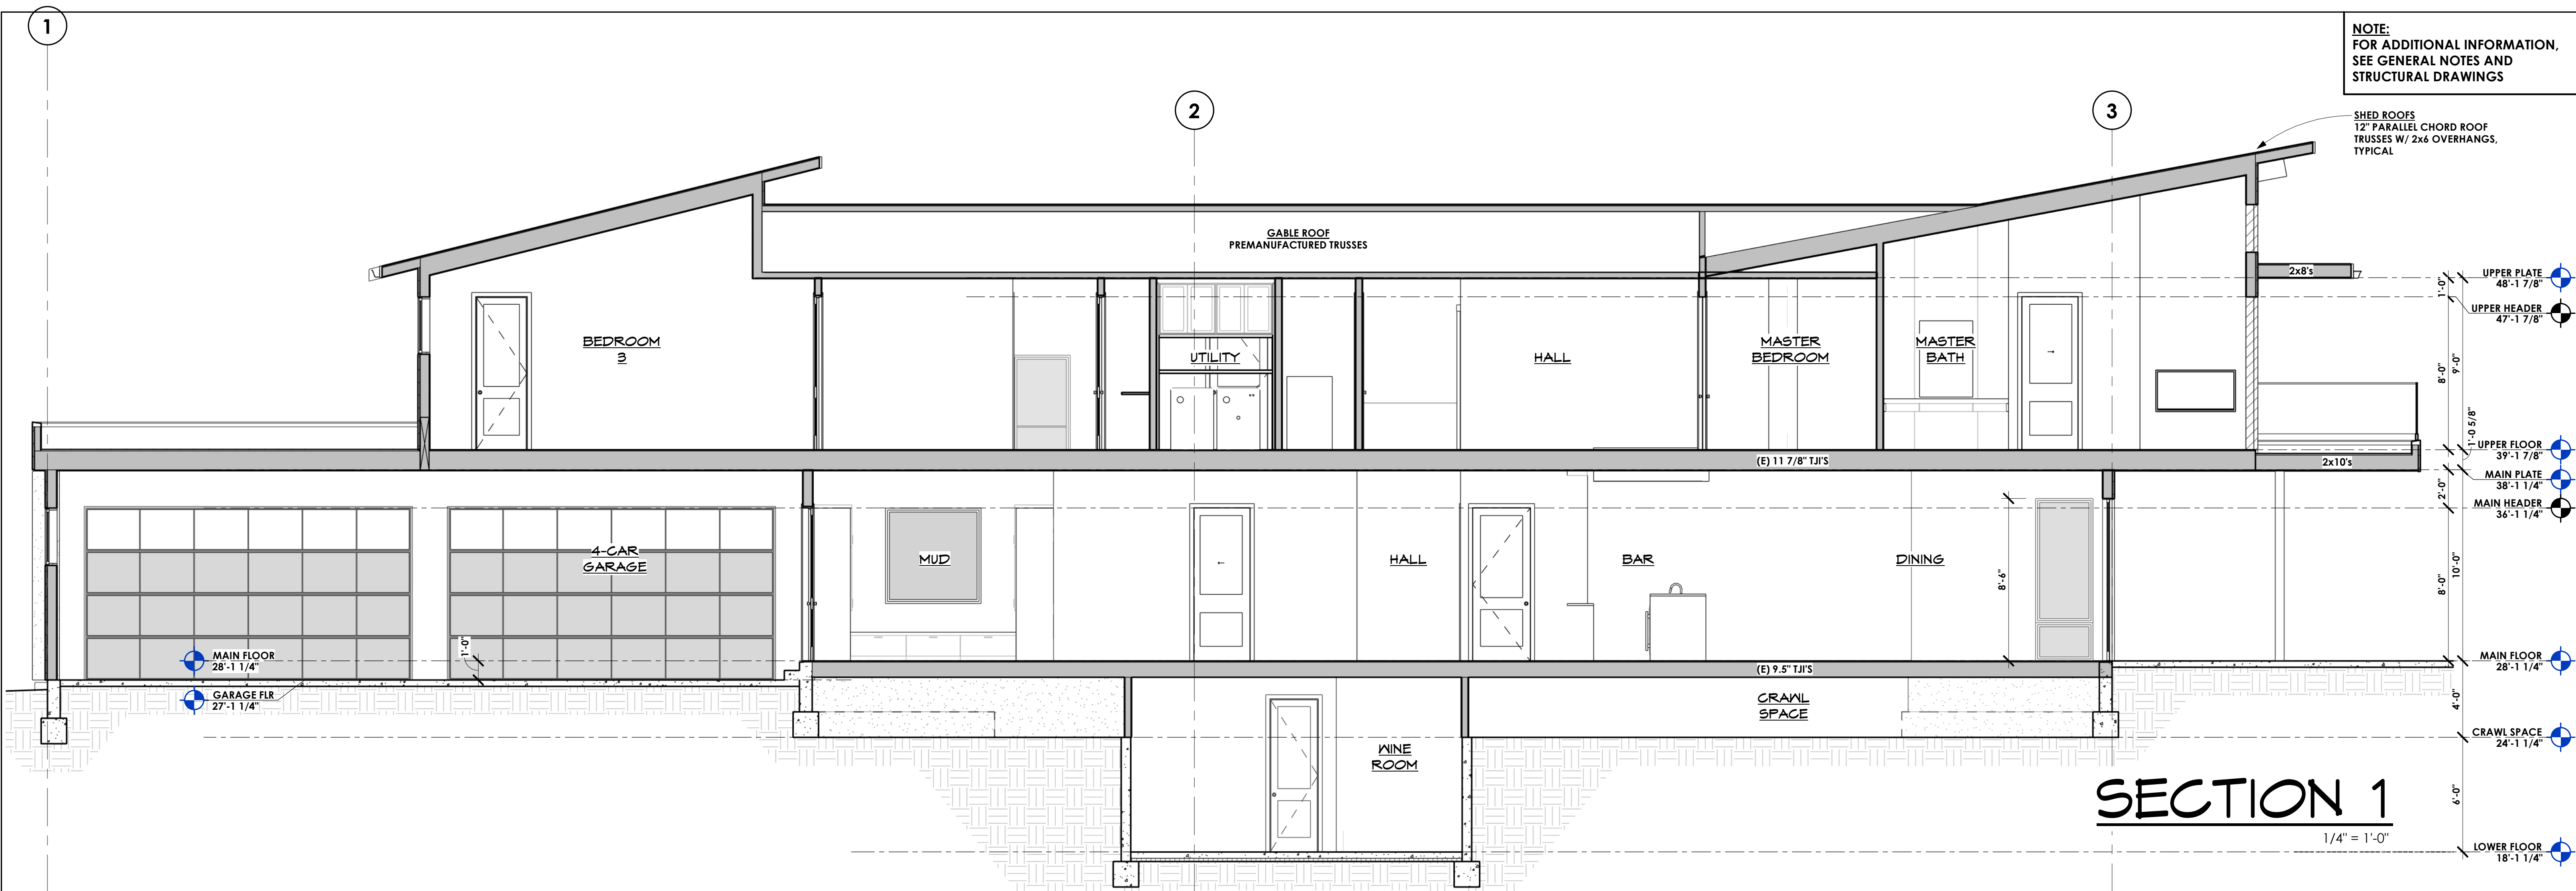 1
NOTE:
FOR ADDITIONAL INFORMATION,
SEE GENERAL NOTES AND
STRUCTURAL DRAWINGS
2
3
SHED ROOFS
12" PARALLEL CHORD ROOF
TRUSSES W/ 2x6 OVERHANGS,
TYPICAL
GABLE ROOF
PREMANUFACTURED TRUSSES
2x8's
UPPER PLATE
48'-1 7/8"
1'-0"
UPPER HEADER
47'-1 7/8"
BEDROOM
3
UTILITY
HALL
MASTER
BEDROOM
MASTER
BATH
8'-0"
9'-0"
1'-0 5/8"
UPPER FLOOR
39'-1 7/8"
(E) 11 7/8" TJI'S
2x10's
MAIN PLATE
38'-1 1/4"
2'-0"
MAIN HEADER
36'-1 1/4"
4-CAR
GARAGE
MUD
HALL
BAR
DINING
8'-6"
8'-0"
10'-0"
MAIN FLOOR
28'-1 1/4"
1'-0"
GARAGE FLR
27'-1 1/4"
(E) 9.5" TJI'S
MAIN FLOOR
28'-1 1/4"
CRAWL
SPACE
4'-0"
CRAWL SPACE
24'-1 1/4"
WINE
ROOM
6'-0"
SECTION 1
1/4" = 1'-0"
LOWER FLOOR
18'-1 1/4"